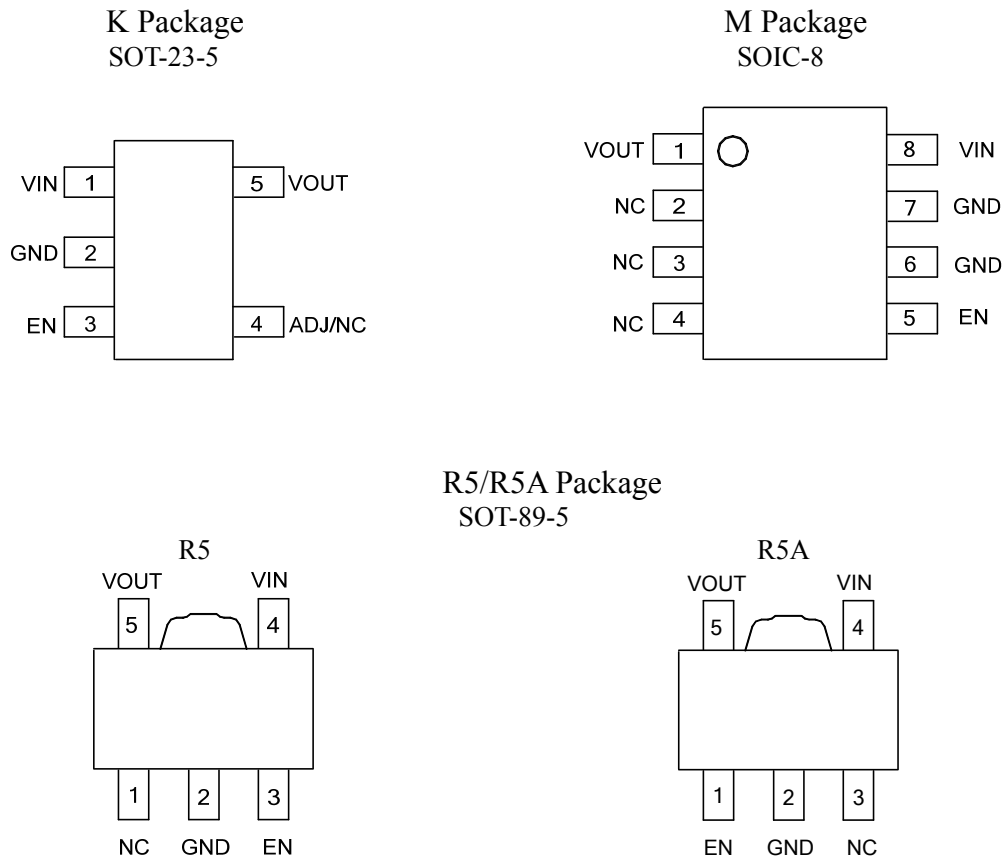 K Package
SOT-23-5
VIN 1 5 VOUT
GND 2
EN 3 4 ADJ/NC
M Package
SOIC-8
VOUT 1 8 VIN
NC 2 7 GND
NC 3 6 GND
NC 4 5 EN
R5/R5A Package
SOT-89-5
R5
VOUT VIN
5 4
1 2 3
NC GND EN
R5A
VOUT VIN
5 4
1 2 3
EN GND NC